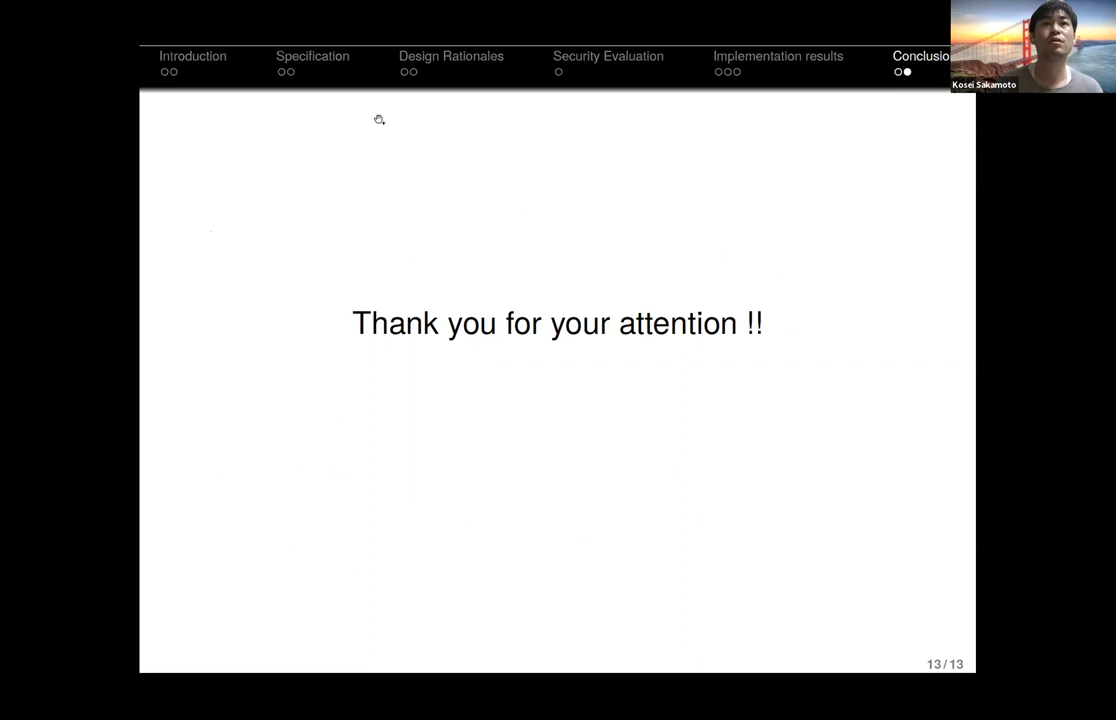 Introduction
Specification
Design Rationales
Security Evaluation
Implementation results
Conclusio
Kosei Sakamoto
Thank you for your attention !!
13/13